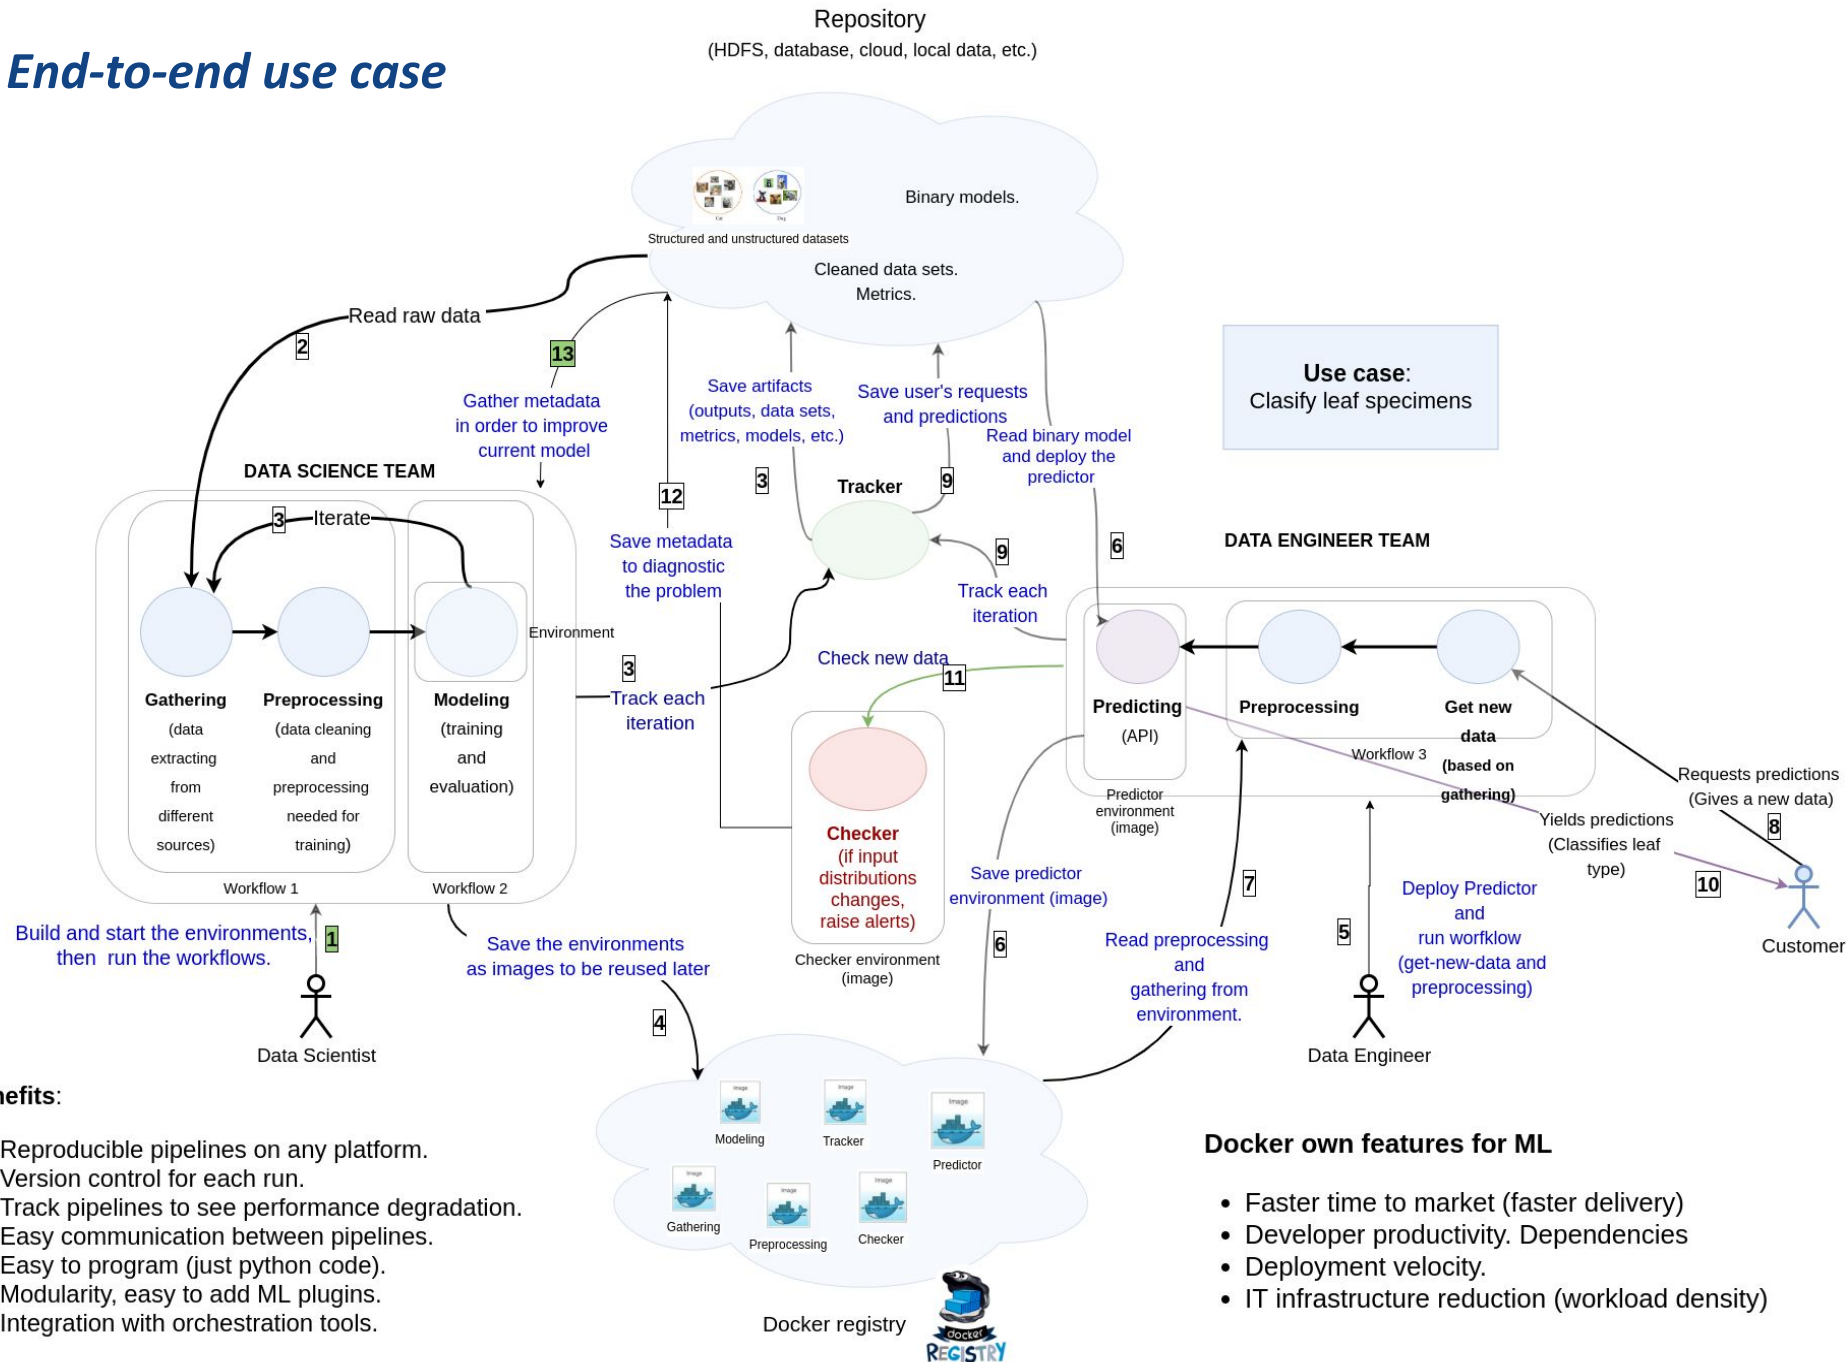 Repository
(HDFS, database, cloud, local data, etc.)
End-to-end use case
Binary models.
Cat
Dog
Structured and unstructured datasets
Cleaned data sets.
Metrics.
Read raw data
2
13
Gather metadata
in order to improve
current model
12
Save metadata
to diagnostic
the problem
Save artifacts
(outputs, data sets,
metrics, models, etc.)
3
Save user's requests
and predictions
9
Read binary model
and deploy the
predictor
6
Use case:
Clasify leaf specimens
DATA SCIENCE TEAM
3
Iterate
Environment
Gathering
(data
extracting
from
different
sources)
Preprocessing
(data cleaning
and
preprocessing
needed for
training)
Modeling
(training
and
evaluation)
Workflow 1
Workflow 2
Tracker
3
Track each
iteration
9
Track each
iteration
Check new data
11
DATA ENGINEER TEAM
Predicting
(API)
Preprocessing
Get new
data
(based on
gathering)
Workflow 3
Predictor
environment
(image)
Requests predictions
(Gives a new data)
8
Yields predictions
(Classifies leaf
type)
10
Customer
Checker
(if input
distributions
changes,
raise alerts)
Checker environment
(image)
Build and start the environments,
then run the workflows.
1
Data Scientist
Save the environments
as images to be reused later
4
Save predictor
environment (image)
6
Read preprocessing
and
gathering from
environment.
7
5
Deploy Predictor
and
run worfklow
(get-new-data and
preprocessing)
Data Engineer
nefits:
Reproducible pipelines on any platform.
Version control for each run.
Track pipelines to see performance degradation.
Easy communication between pipelines.
Easy to program (just python code).
Modularity, easy to add ML plugins.
Integration with orchestration tools.
Image
Modeling
Image
Tracker
Image
Predictor
Image
Gathering
Image
Preprocessing
Image
Checker
Docker registry
docker
REGISTRY
Docker own features for ML
• Faster time to market (faster delivery)
• Developer productivity. Dependencies
• Deployment velocity.
• IT infrastructure reduction (workload density)